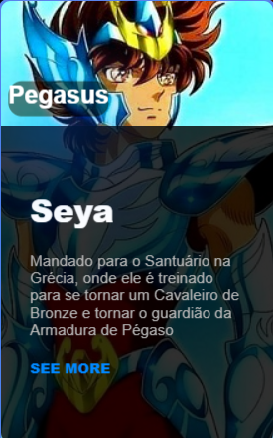 Pegasus
Seya
Mandado para o Santuário na
Grécia, onde ele é treinado
para se tornar um Cavaleiro de
Bronze e tornar o guardião da
Armadura de Pégaso
SEE MORE